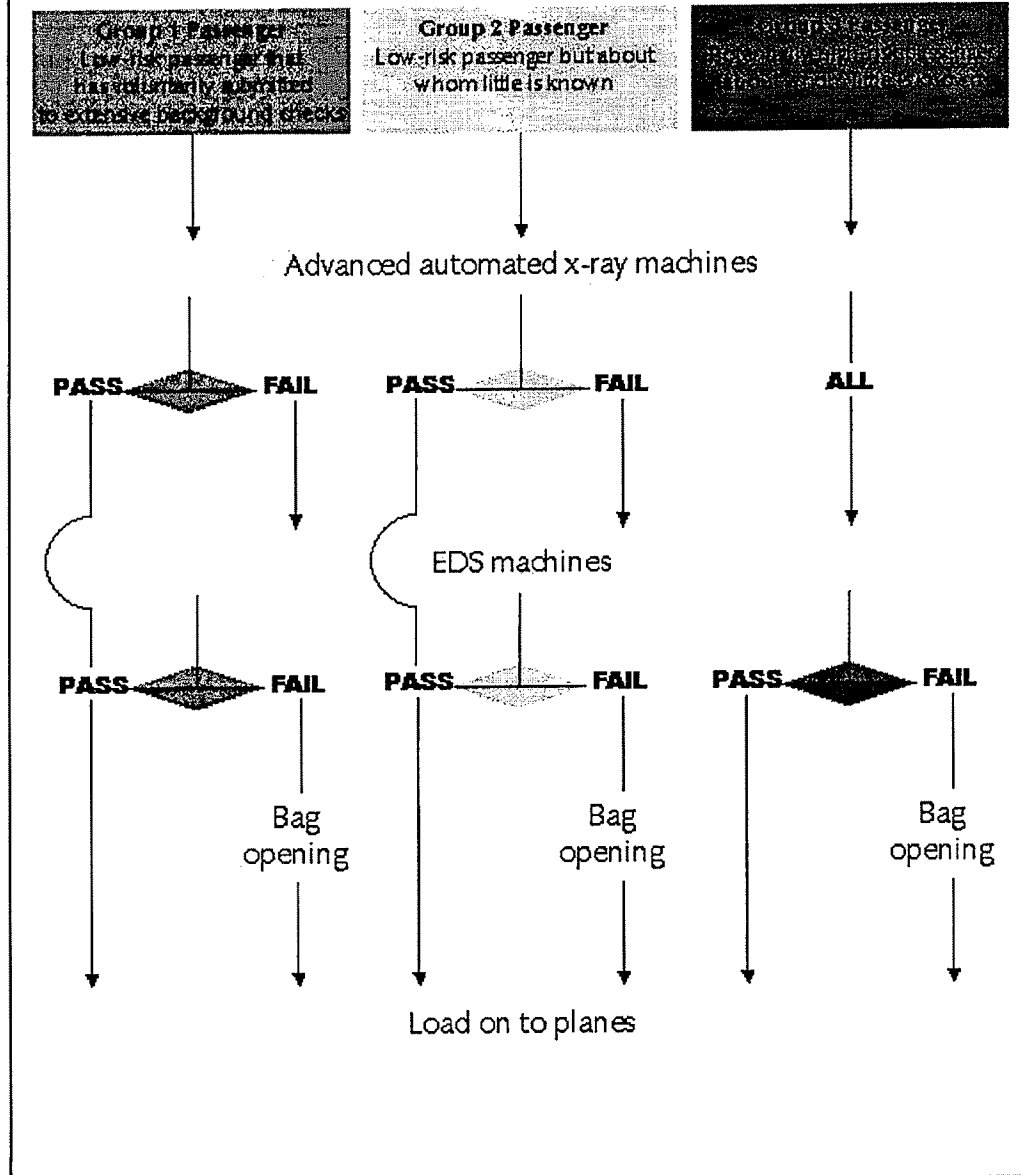 Group 1 Passenger
Low-risk passenger that
has voluntarily submitted
to extensive background checks
Group 2 Passenger
Low-risk passenger but about
whom little is known
Passenger
Advanced automated x-ray machines
PASS FAIL PASS FAIL ALL
EDS machines
PASS FAIL PASS FAIL PASS FAIL
Bag
opening
Bag
opening
Bag
opening
Load on to planes